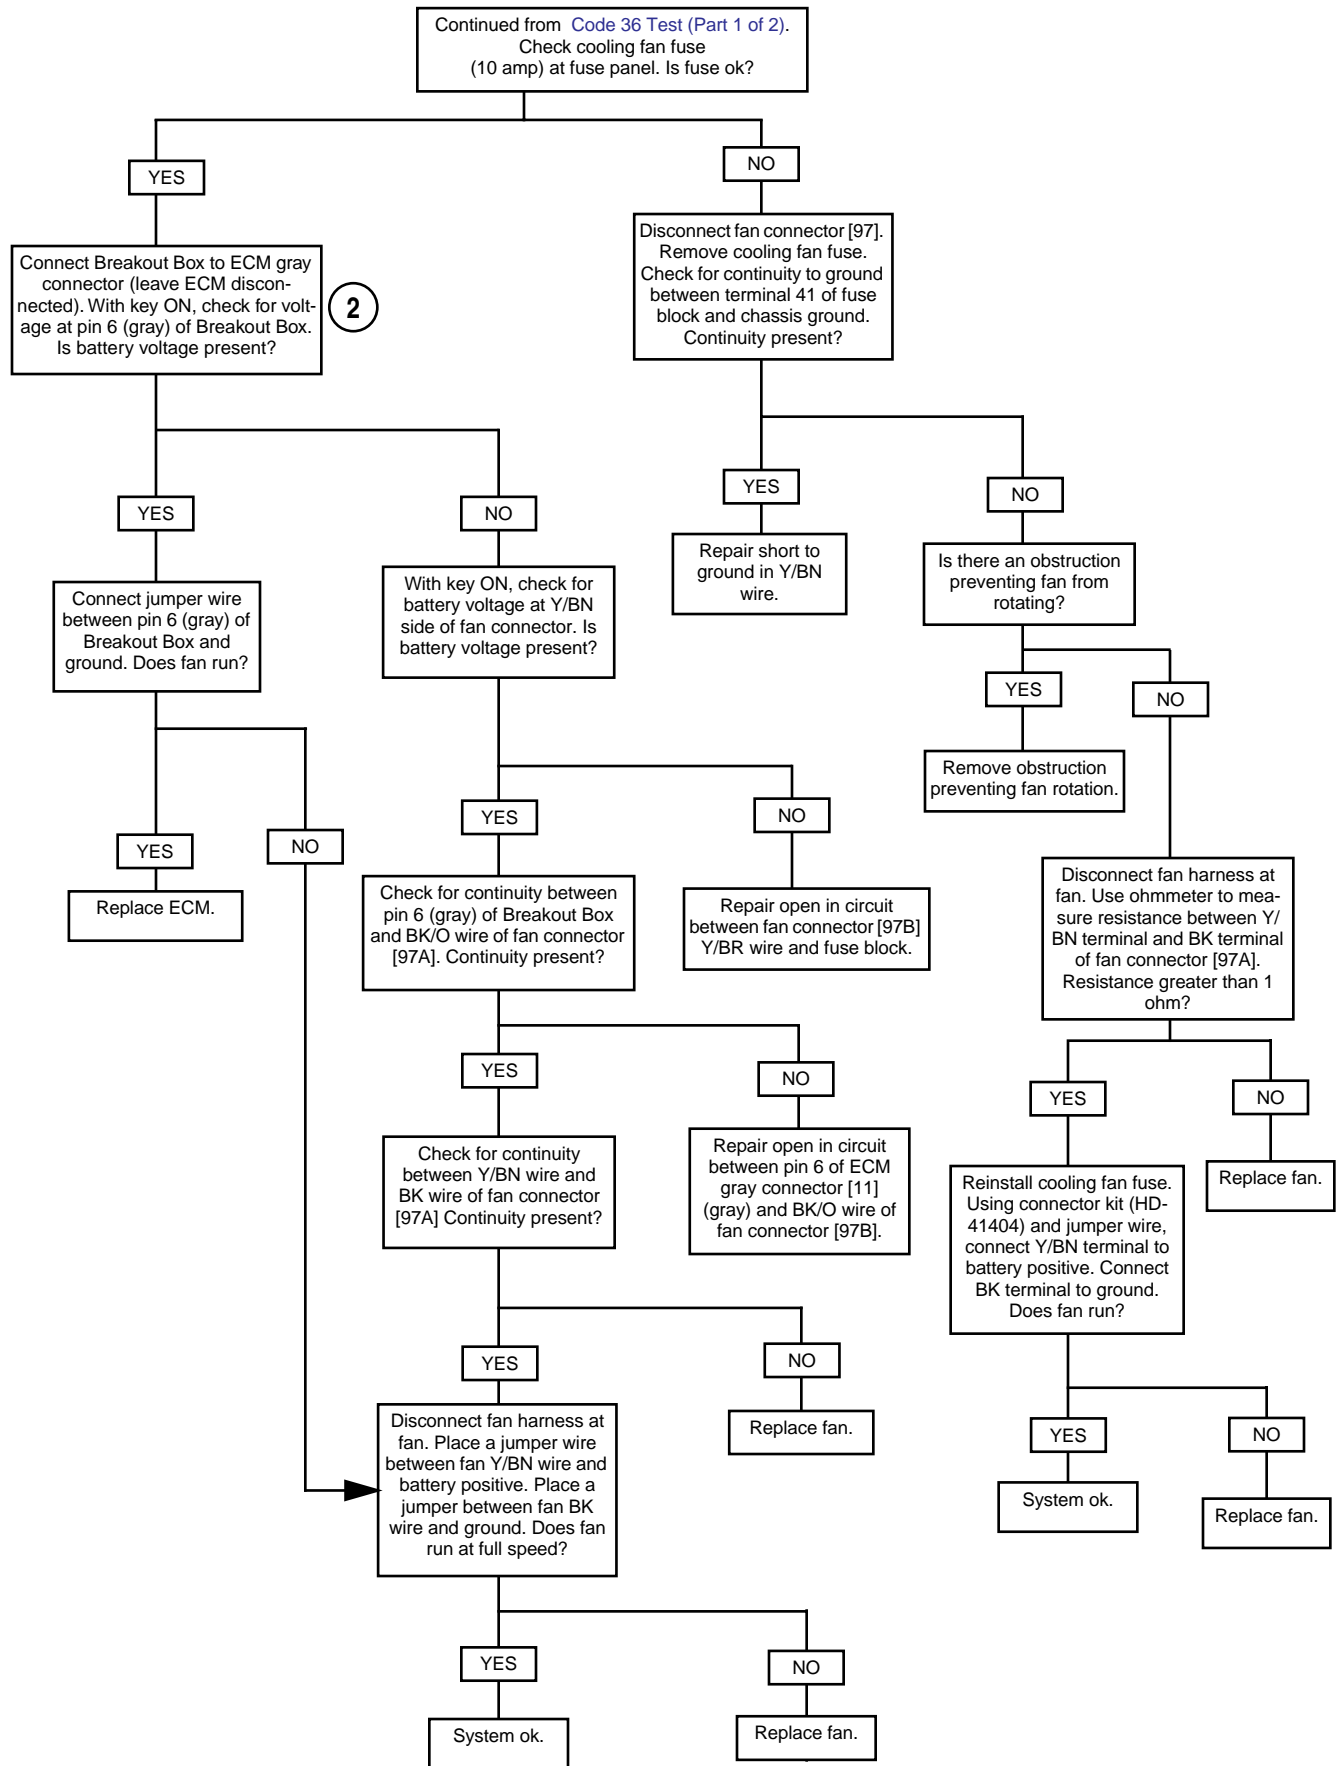 Continued from Code 36 Test (Part 1 of 2).
Check cooling fan fuse
(10 amp) at fuse panel. Is fuse ok?
YES
NO
Connect Breakout Box to ECM gray
connector (leave ECM discon-
nected). With key ON, check for volt-
age at pin 6 (gray) of Breakout Box.
Is battery voltage present?
2
Disconnect fan connector [97].
Remove cooling fan fuse.
Check for continuity to ground
between terminal 41 of fuse
block and chassis ground.
Continuity present?
YES
NO
YES
NO
Connect jumper wire
between pin 6 (gray) of
Breakout Box and
ground. Does fan run?
With key ON, check for
battery voltage at Y/BN
side of fan connector. Is
battery voltage present?
Repair short to
ground in Y/BN
wire.
Is there an obstruction
preventing fan from
rotating?
YES
NO
Remove obstruction
preventing fan rotation.
YES
NO
YES
NO
Replace ECM.
Check for continuity between
pin 6 (gray) of Breakout Box
and BK/O wire of fan connector
[97A]. Continuity present?
Repair open in circuit
between fan connector [97B]
Y/BR wire and fuse block.
Disconnect fan harness at
fan. Use ohmmeter to mea-
sure resistance between Y/
BN terminal and BK terminal
of fan connector [97A].
Resistance greater than 1
ohm?
YES
NO
YES
NO
Check for continuity
between Y/BN wire and
BK wire of fan connector
[97A] Continuity present?
Repair open in circuit
between pin 6 of ECM
gray connector [11]
(gray) and BK/O wire of
fan connector [97B].
Reinstall cooling fan fuse.
Using connector kit (HD-
41404) and jumper wire,
connect Y/BN terminal to
battery positive. Connect
BK terminal to ground.
Does fan run?
Replace fan.
YES
NO
Disconnect fan harness at
fan. Place a jumper wire
between fan Y/BN wire and
battery positive. Place a
jumper between fan BK
wire and ground. Does fan
run at full speed?
Replace fan.
YES
NO
System ok.
Replace fan.
YES
NO
System ok.
Replace fan.